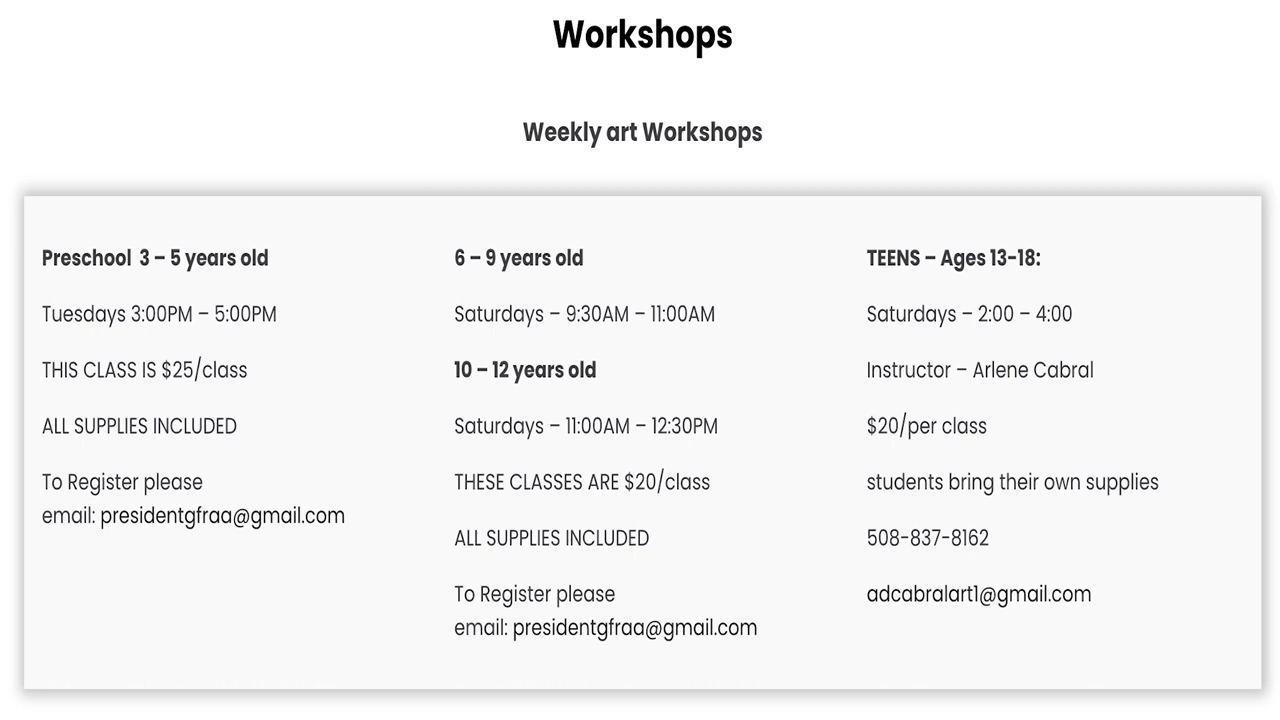 Workshops
Weekly art Workshops
Preschool 3 – 5 years old
Tuesdays 3:00PM – 5:00PM
THIS CLASS IS $25/class
ALL SUPPLIES INCLUDED
To Register please
email: presidentgfraa@gmail.com
6 – 9 years old
Saturdays – 9:30AM – 11:00AM
10 – 12 years old
Saturdays – 11:00AM – 12:30PM
THESE CLASSES ARE $20/class
ALL SUPPLIES INCLUDED
To Register please
email: presidentgfraa@gmail.com
TEENS – Ages 13-18:
Saturdays – 2:00 – 4:00
Instructor – Arlene Cabral
$20/per class
students bring their own supplies
508-837-8162
adcabralart1@gmail.com